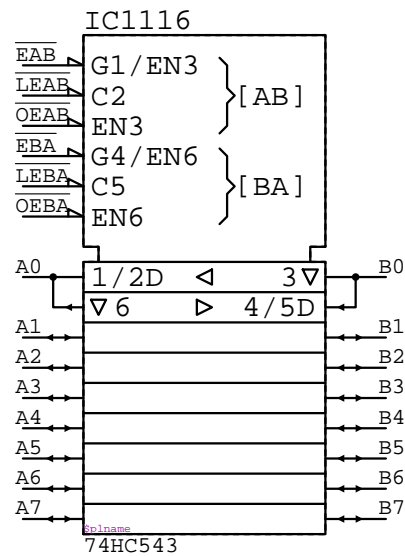 IC1116
EAB G1/EN3
LEAB C2 [AB]
OEAB EN3
EBA G4/EN6
LEBA C5 [BA]
OEBA EN6
A0 1/2D 3 B0
6 4/5D
A1 B1
A2 B2
A3 B3
A4 B4
A5 B5
A6 B6
A7 B7
$plname
74HC543